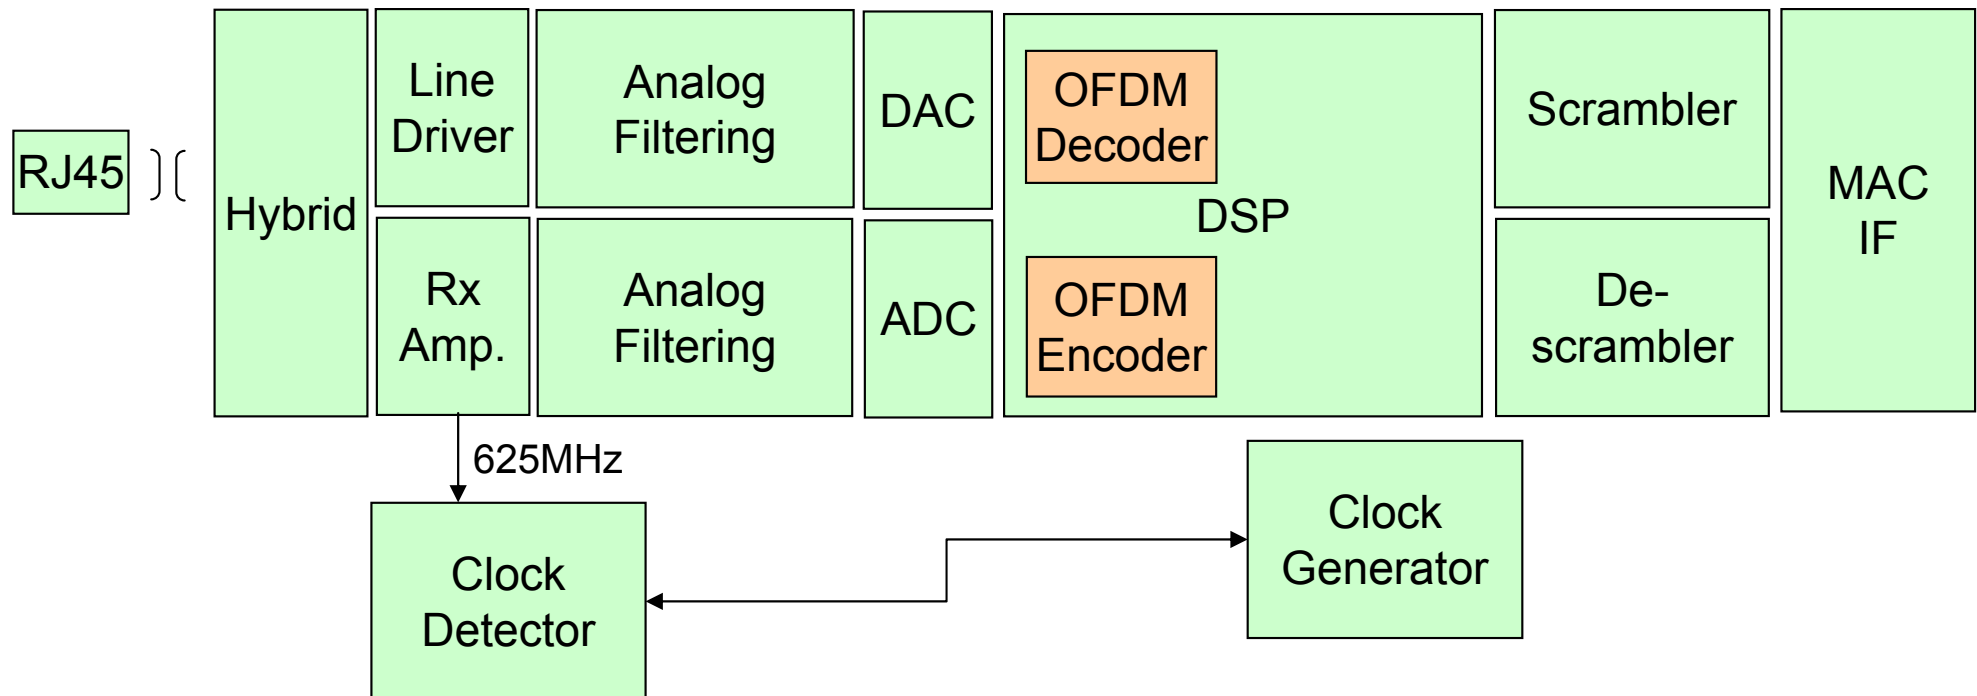 RJ45
Hybrid
Line
Driver
Analog
Filtering
DAC
OFDM
Decoder
DSP
Scrambler
MAC
IF
Rx
Amp.
Analog
Filtering
ADC
OFDM
Encoder
De-
scrambler
625MHz
Clock
Detector
Clock
Generator